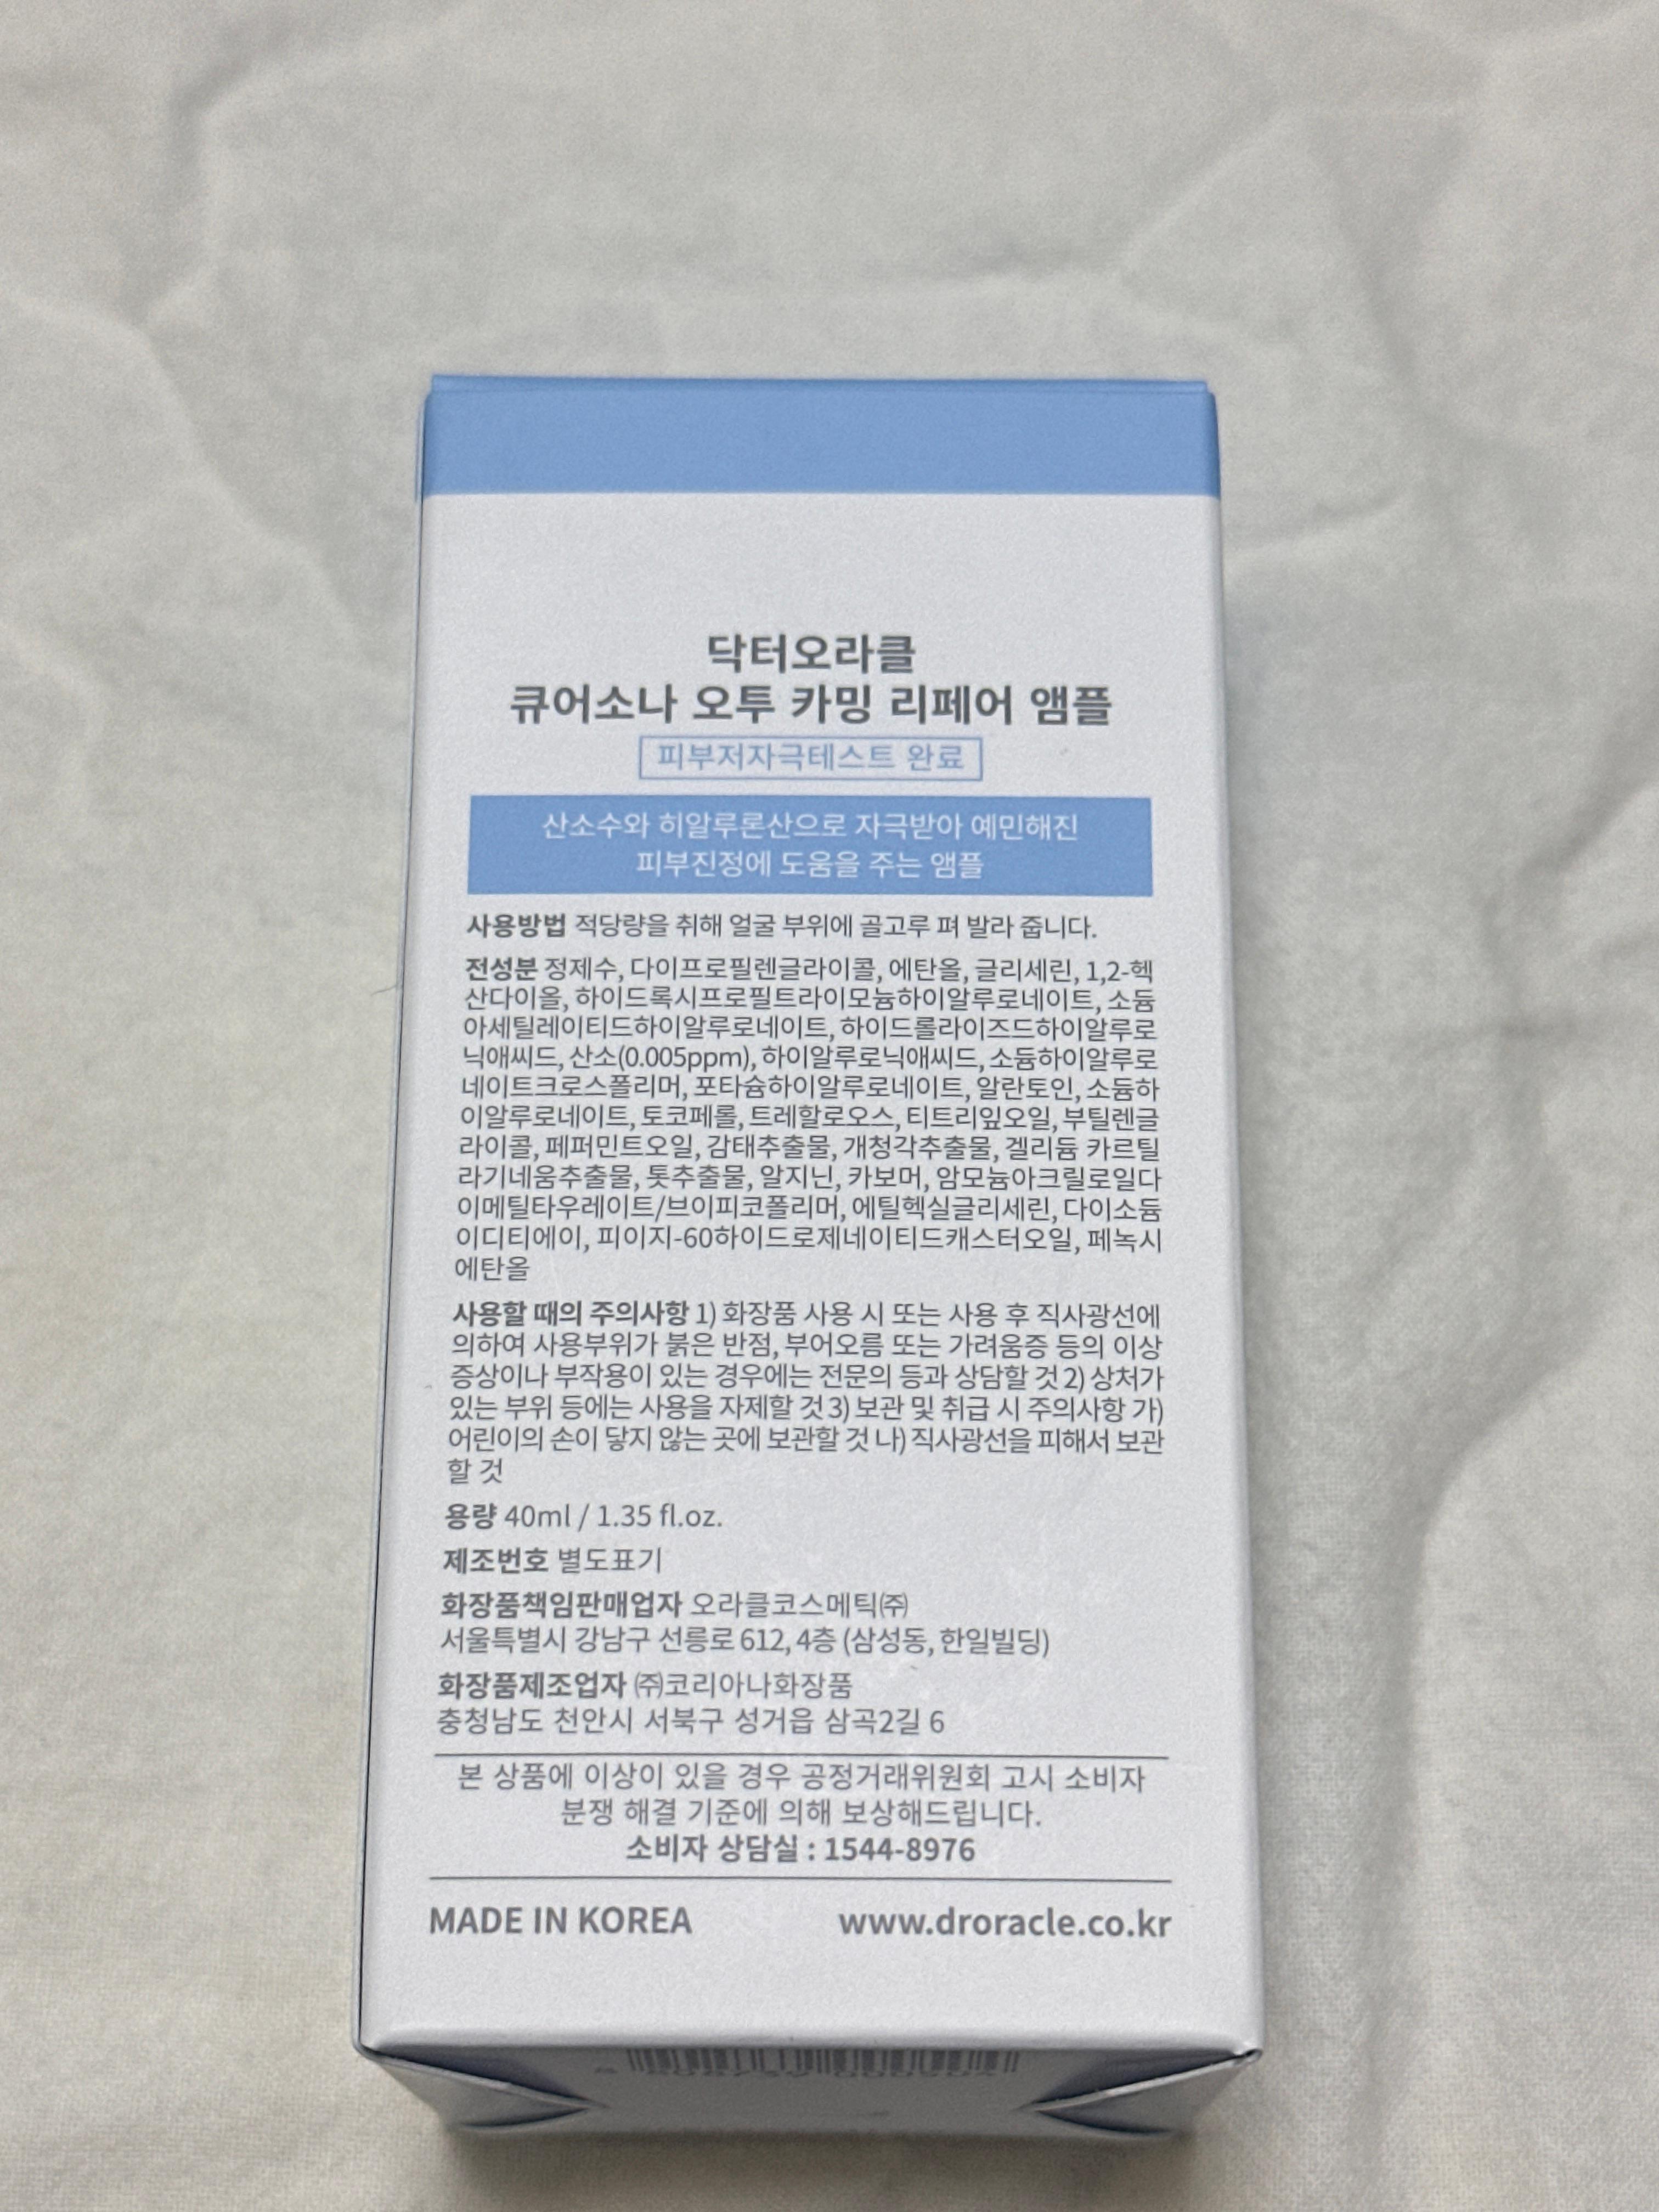 닥터오라클
큐어소나 오투 카밍 리페어 앰플
피부저자극테스트 완료
산소수와 히알루론산으로 자극받아 예민해진
피부진정에 도움을 주는 앰플
사용방법 적당량을 취해 얼굴 부위에 골고루 펴 발라 줍니다.
전성분 정제수, 다이프로필렌글라이콜, 에탄올, 글리세린, 1,2-헥
산다이올, 하이드록시프로필트라이모늄하이알루로네이트, 소듐
아세틸레이티드하이알루로네이트, 하이드롤라이즈드하이알루로
닉애씨드, 산소(0.005ppm), 하이알루로닉애씨드, 소듐하이알루로
네이트크로스폴리머, 포타슘하이알루로네이트, 알란토인, 소듐하
이알루로네이트, 토코페롤, 트레할로오스, 티트리잎오일, 부틸렌글
라이콜, 페퍼민트오일, 감태추출물, 개청각추출물, 겔리듐 카르틸
라기네움추출물, 톳추출물, 알지닌, 카보머, 암모늄아크릴로일다
이메틸타우레이트/브이피코폴리머, 에틸헥실글리세린, 다이소듐
이디티에이, 피이지-60하이드로제네이티드캐스터오일, 페녹시
에탄올
사용할 때의 주의사항 1) 화장품 사용 시 또는 사용 후 직사광선에
의하여 사용부위가 붉은 반점, 부어오름 또는 가려움증 등의 이상
증상이나 부작용이 있는 경우에는 전문의 등과 상담할 것 2) 상처가
있는 부위 등에는 사용을 자제할 것 3) 보관 및 취급 시 주의사항 가)
어린이의 손이 닿지 않는 곳에 보관할 것 나) 직사광선을 피해서 보관
할 것
용량 40ml / 1.35 fl.oz.
제조번호 별도표기
화장품책임판매업자 오라클코스메틱㈜
서울특별시 강남구 선릉로 612, 4층 (삼성동, 한일빌딩)
화장품제조업자 ㈜코리아나화장품
충청남도 천안시 서북구 성거읍 삼곡2길 6
본 상품에 이상이 있을 경우 공정거래위원회 고시 소비자
분쟁 해결 기준에 의해 보상해드립니다.
소비자 상담실 : 1544-8976
MADE IN KOREA
www.droracle.co.kr